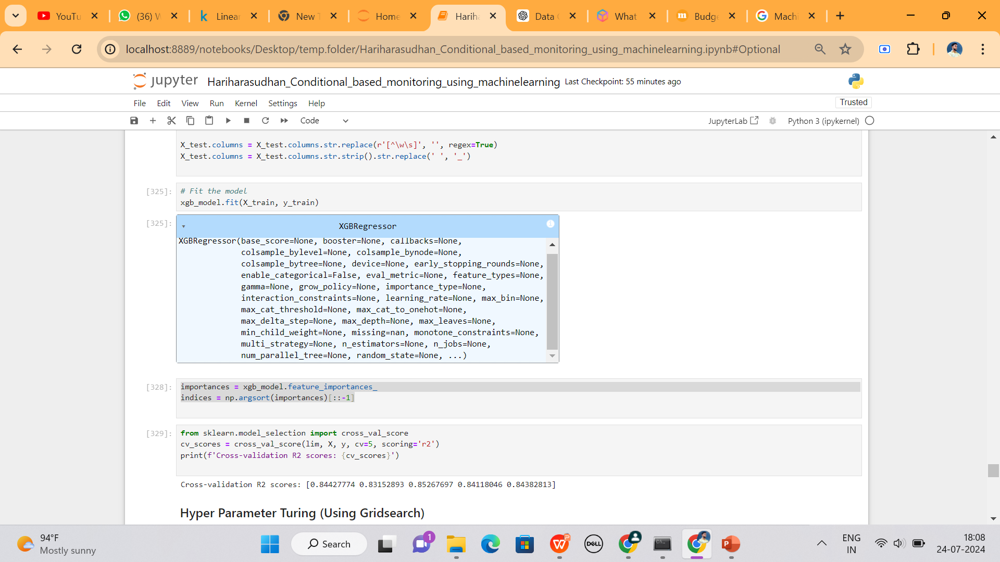 YouTu
(36) W
Linear
New T
Home
Hariha
Data
What
Budge
Machi
localhost:8889/notebooks/Desktop/temp.folder/Hariharasudhan_Conditional_based_monitoring_using_machinelearning.ipynb#Optional
jupyter Hariharasudhan_Conditional_based_monitoring_using_machinelearning Last Checkpoint: 55 minutes ago
File Edit View Run Kernel Settings Help
Trusted
Code
JupyterLab
Python 3 (ipykernel)
X_test.columns = X_test.columns.str.replace(r'[^\w\s]', '', regex=True)
X_test.columns = X_test.columns.str.strip().str.replace(' ', '_')
[325]: # Fit the model
xgb_model.fit(X_train, y_train)
[325]: XGBRegressor
XGBRegressor(base_score=None, booster=None, callbacks=None,
colsample_bylevel=None, colsample_bynode=None,
colsample_bytree=None, device=None, early_stopping_rounds=None,
enable_categorical=False, eval_metric=None, feature_types=None,
gamma=None, grow_policy=None, importance_type=None,
interaction_constraints=None, learning_rate=None, max_bin=None,
max_cat_threshold=None, max_cat_to_onehot=None,
max_delta_step=None, max_depth=None, max_leaves=None,
min_child_weight=None, missing=nan, monotone_constraints=None,
multi_strategy=None, n_estimators=None, n_jobs=None,
num_parallel_tree=None, random_state=None, ...)
[328]: importances = xgb_model.feature_importances_
indices = np.argsort(importances)[::-1]
[329]: from sklearn.model_selection import cross_val_score
cv_scores = cross_val_score(lim, X, y, cv=5, scoring='r2')
print(f'Cross-validation R2 scores: {cv_scores}')
Cross-validation R2 scores: [0.84427774 0.83152893 0.85267697 0.84118046 0.84382813]
Hyper Parameter Turing (Using Gridsearch)
94°F
Mostly sunny
Search
1
DELL
ENG
IN
18:08
24-07-2024